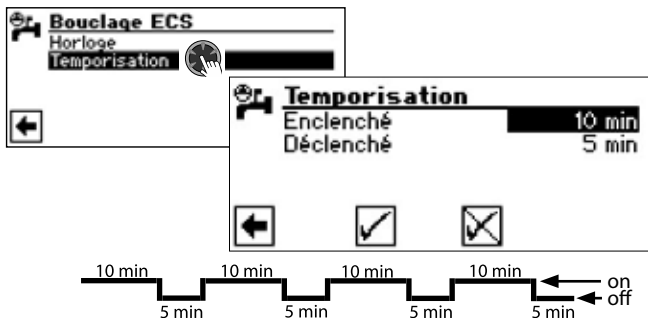 Bouclage ECS
Horloge
Temporisation
Temporisation
Enclenché 10 min
Déclenché 5 min
10 min 10 min 10 min 10 min on
5 min 5 min 5 min 5 min off